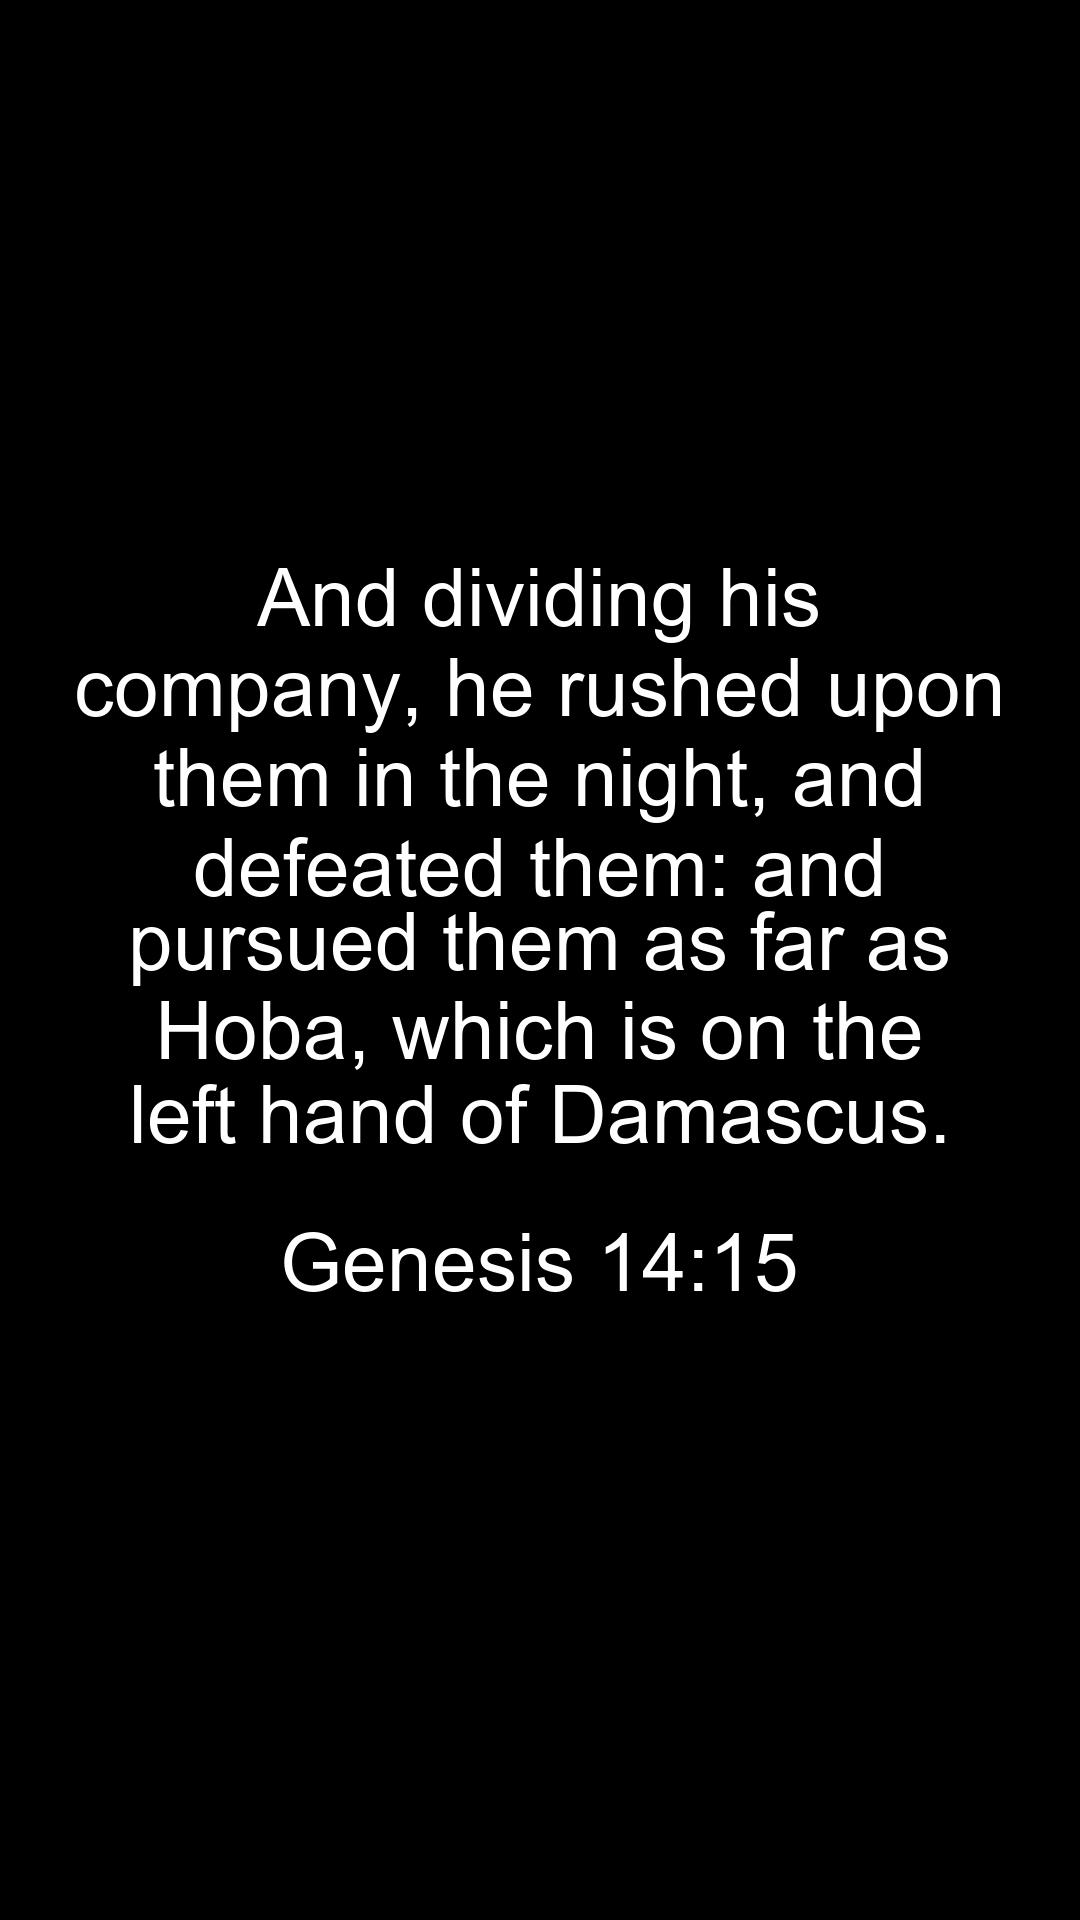 And dividing his
company, he rushed upon
them in the night, and
defeated them: and
pursued them as far as
Hoba, which is on the
left hand of Damascus.
Genesis 14:15